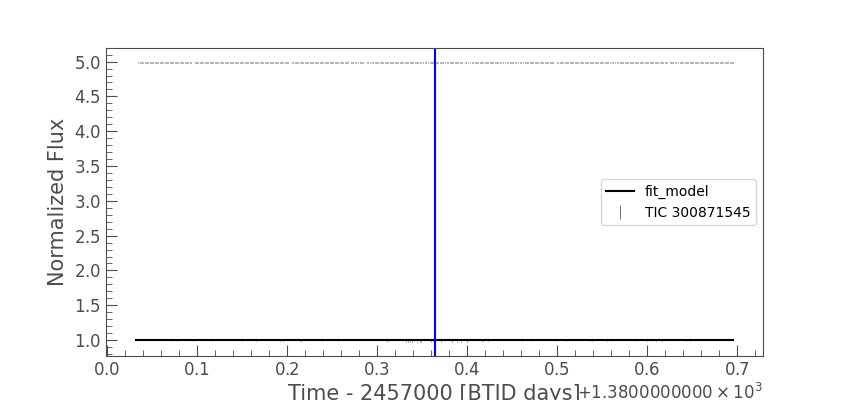 5.0
4.5
4.0
3.5
3.0
2.5
2.0
1.5
1.0
Normalized Flux
fit_model
TIC 300871545
0.0 0.1 0.2 0.3 0.4 0.5 0.6 0.7
Time - 2457000 [BTJD days]
+1.3800000000 × 10³